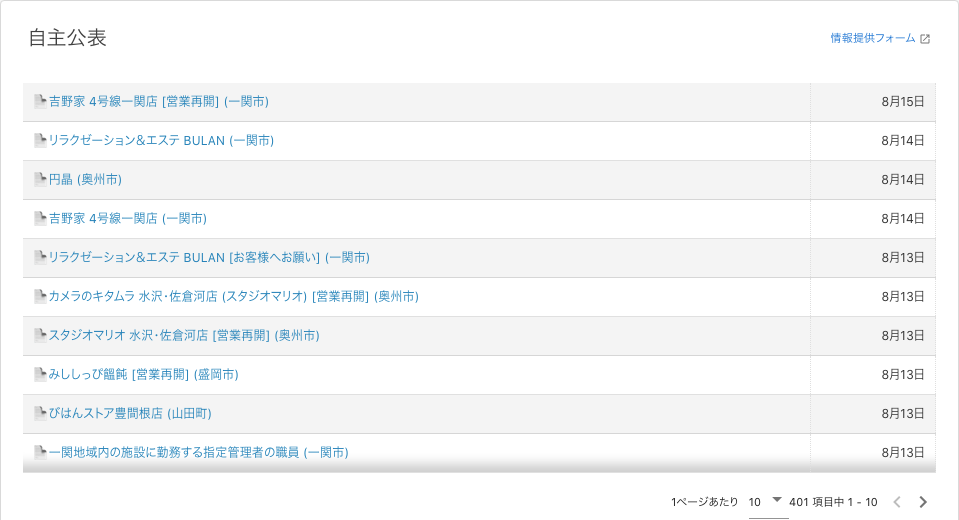 自主公表
情報提供フォーム
吉野家 4号線一関店 [営業再開] (一関市) 8月15日
リラクゼーション&エステ BULAN (一関市) 8月14日
円晶 (奥州市) 8月14日
吉野家 4号線一関店 (一関市) 8月14日
リラクゼーション&エステ BULAN [お客様へお願い] (一関市) 8月13日
カメラのキタムラ 水沢・佐倉河店 (スタジオマリオ) [営業再開] (奥州市) 8月13日
スタジオマリオ 水沢・佐倉河店 [営業再開] (奥州市) 8月13日
みししっぴ饂飩 [営業再開] (盛岡市) 8月13日
びはんストア豊間根店 (山田町) 8月13日
一関地域内の施設に勤務する指定管理者の職員 (一関市) 8月13日
1ページあたり 10 401 項目中 1 - 10